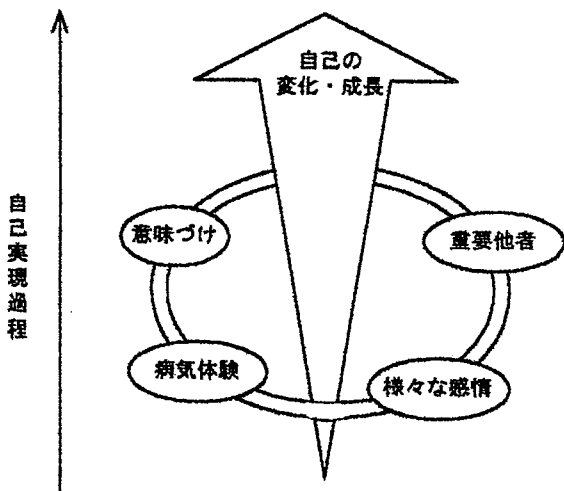 自己の
変化・成長
自己実現過程
意味づけ
重要他者
病気体験
様々な感情